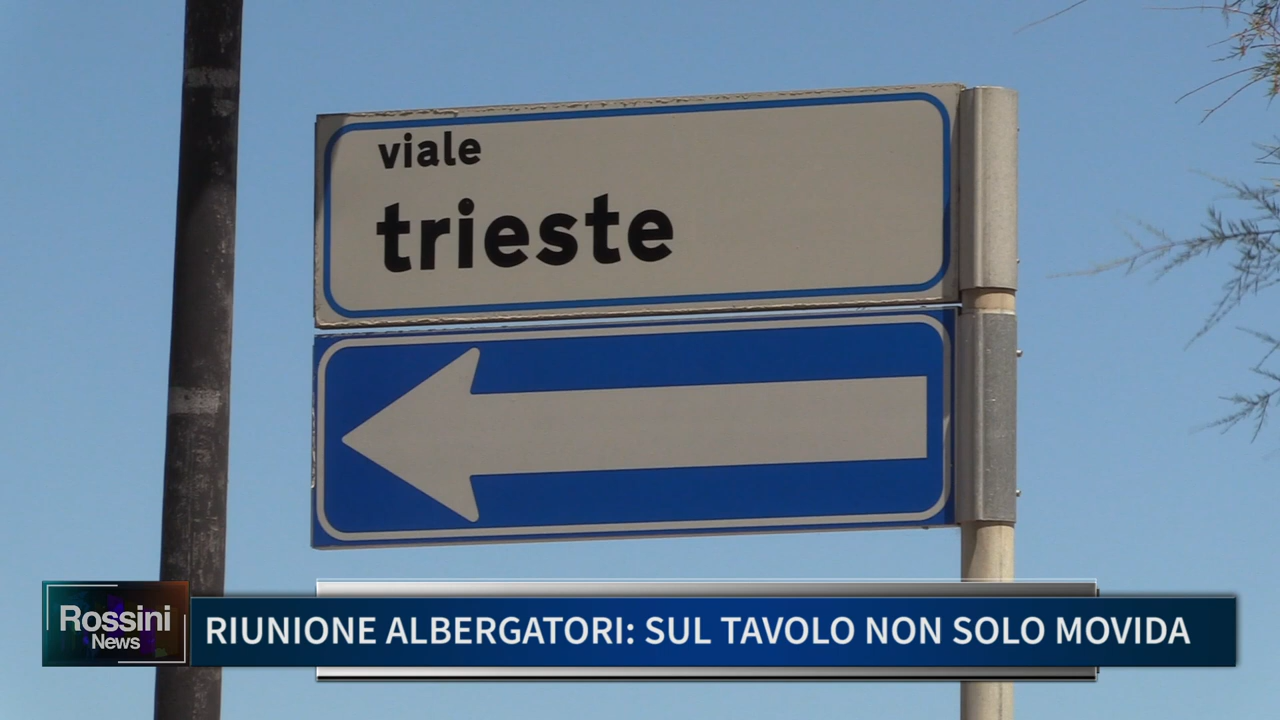 viale
trieste
Rossini
News
RIUNIONE ALBERGATORI: SUL TAVOLO NON SOLO MOVIDA